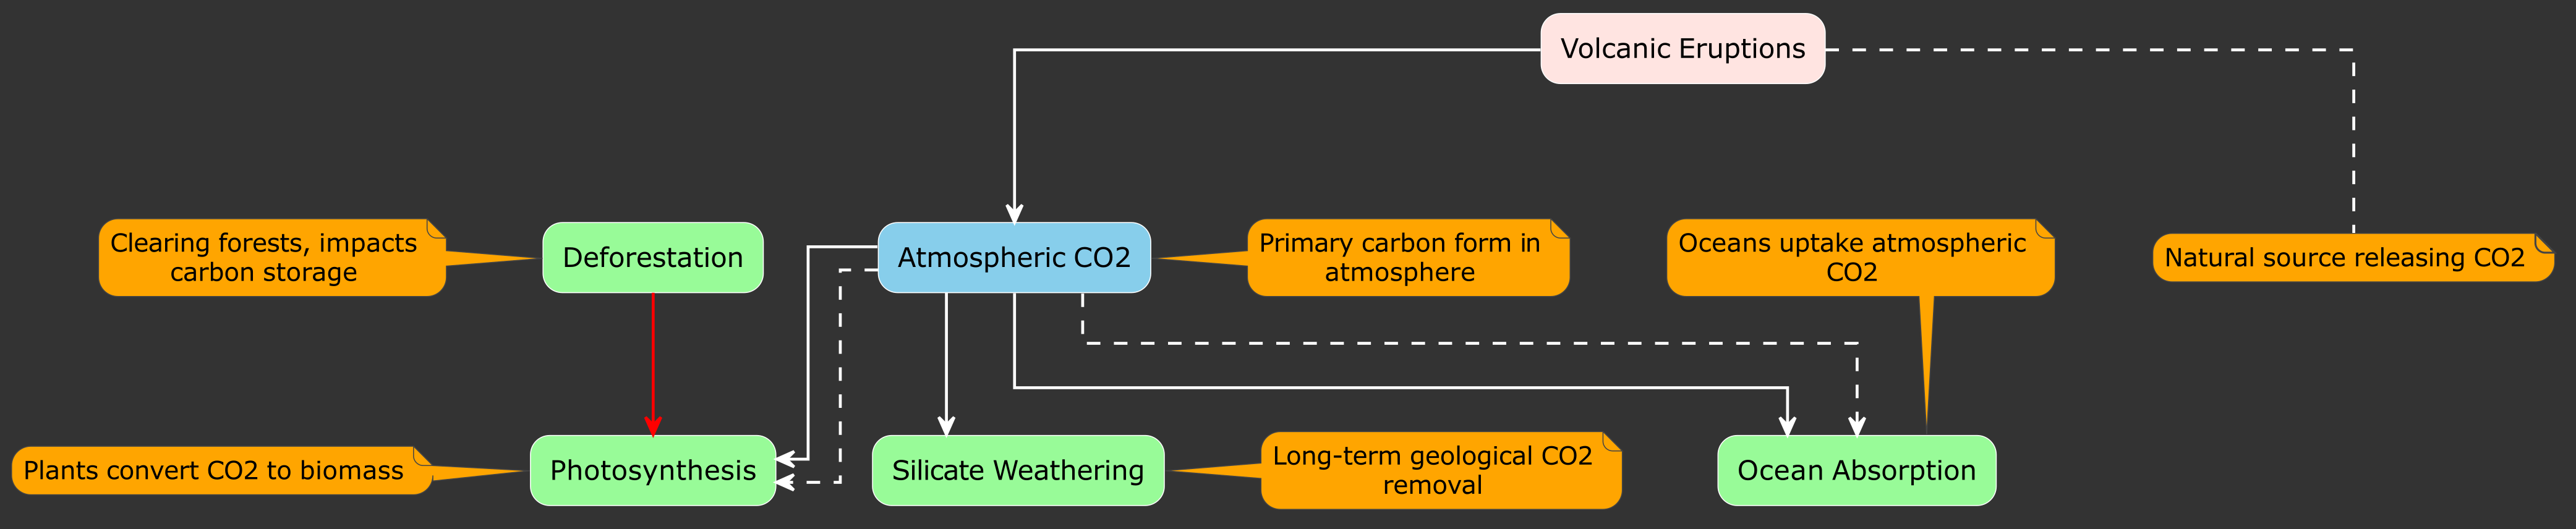 Volcanic Eruptions
Clearing forests, impacts
carbon storage
Deforestation
Atmospheric CO2
Primary carbon form in
atmosphere
Oceans uptake atmospheric
CO2
Natural source releasing CO2
Plants convert CO2 to biomass
Photosynthesis
Silicate Weathering
Long-term geological CO2
removal
Ocean Absorption